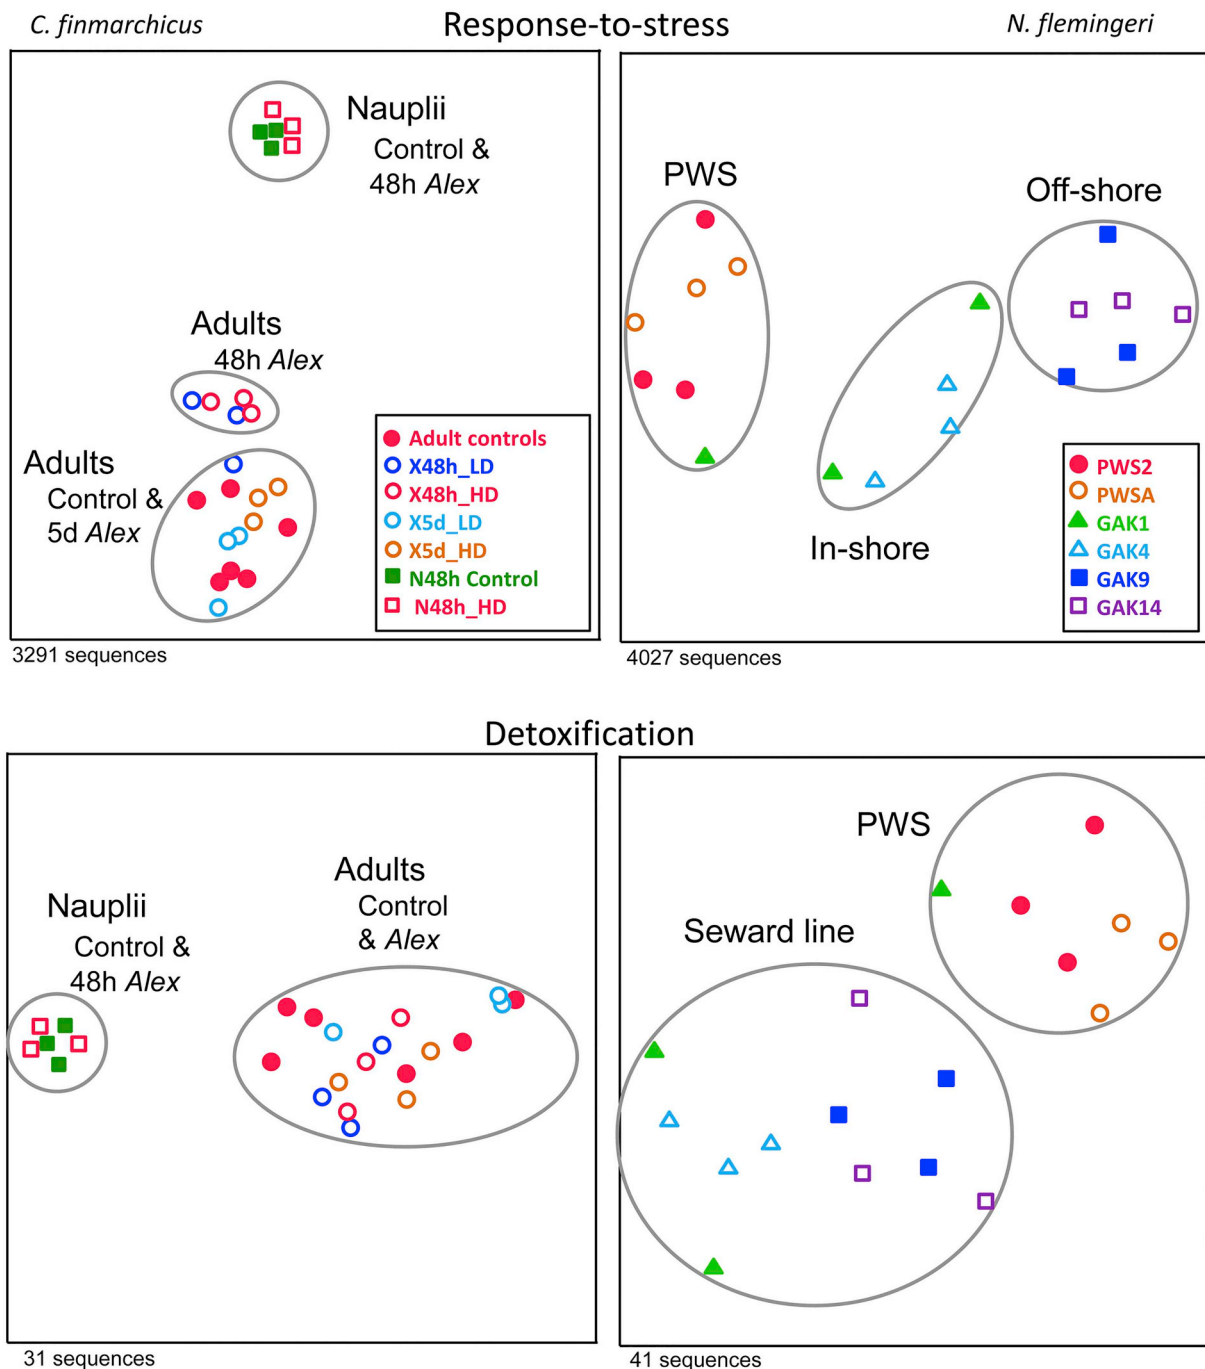 C. finmarchicus
Response-to-stress
N. flemingeri
Nauplii
Control &
48h Alex
Adults
48h Alex
Adults
Control &
5d Alex
Adult controls
X48h_LD
X48h_HD
X5d_LD
X5d_HD
N48h Control
N48h_HD
3291 sequences
PWS
Off-shore
In-shore
PWS2
PWSA
GAK1
GAK4
GAK9
GAK14
4027 sequences
Detoxification
Nauplii
Control &
48h Alex
Adults
Control
& Alex
31 sequences
PWS
Seward line
41 sequences